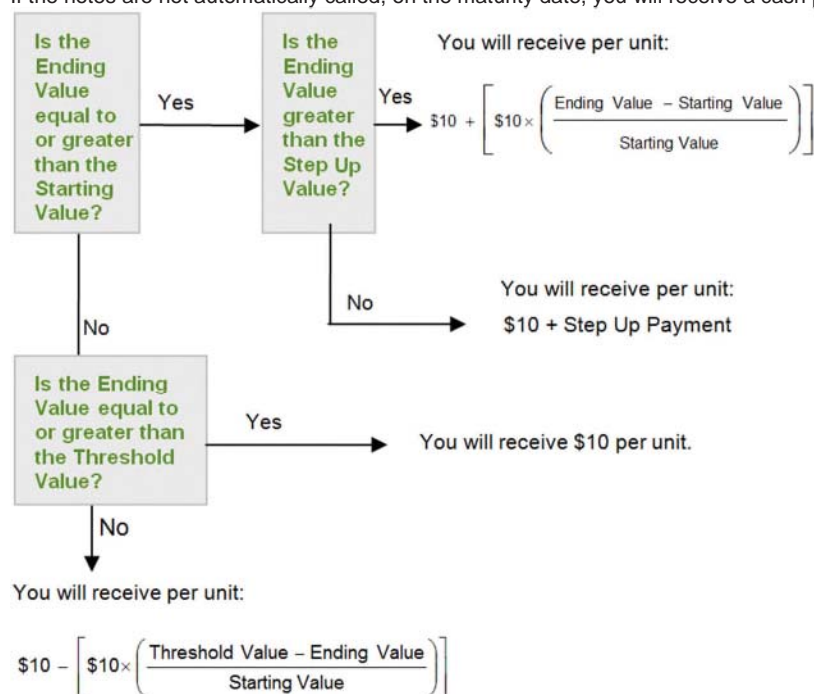 If the notes are not automatically called, on the maturity date, you will receive a cash
Is the
Ending
Value
equal to
or greater
than the
Starting
Value?
Yes
Is the
Ending
Value
greater
than the
Step Up
Value?
Yes
You will receive per unit:
$10 + [ $10× ( Ending Value – Starting Value
Starting Value ) ]
No
You will receive per unit:
$10 + Step Up Payment
No
Is the Ending
Value equal to
or greater than
the Threshold
Value?
Yes
You will receive $10 per unit.
No
You will receive per unit:
$10 – [ $10× ( Threshold Value – Ending Value
Starting Value ) ]